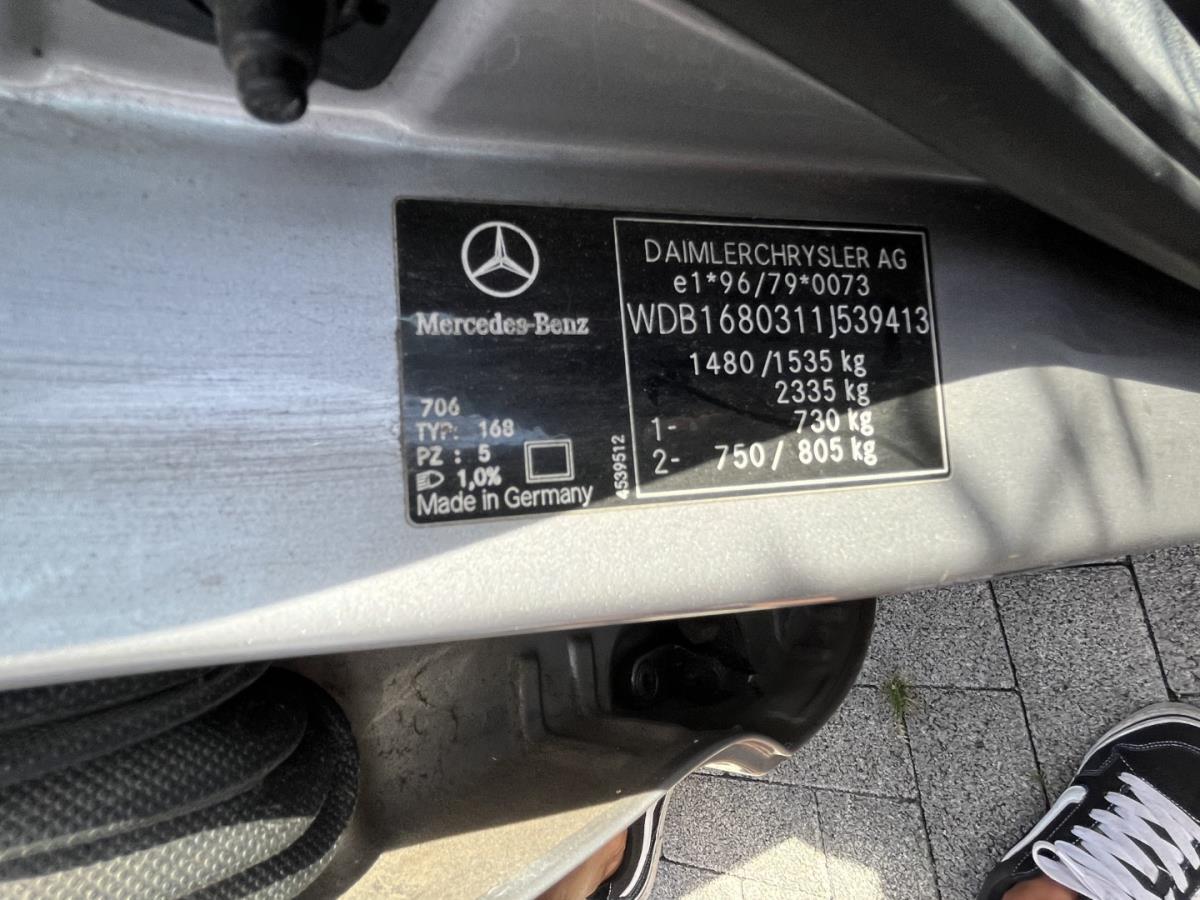 Mercedes-Benz
706
TYP: 168
PZ : 5
1,0%
Made in Germany
4539512
DAIMLERCHRYSLER AG
e1*96/79*0073
WDB1680311J539413
1480/1535 kg
2335 kg
1- 730 kg
2- 750/ 805 kg